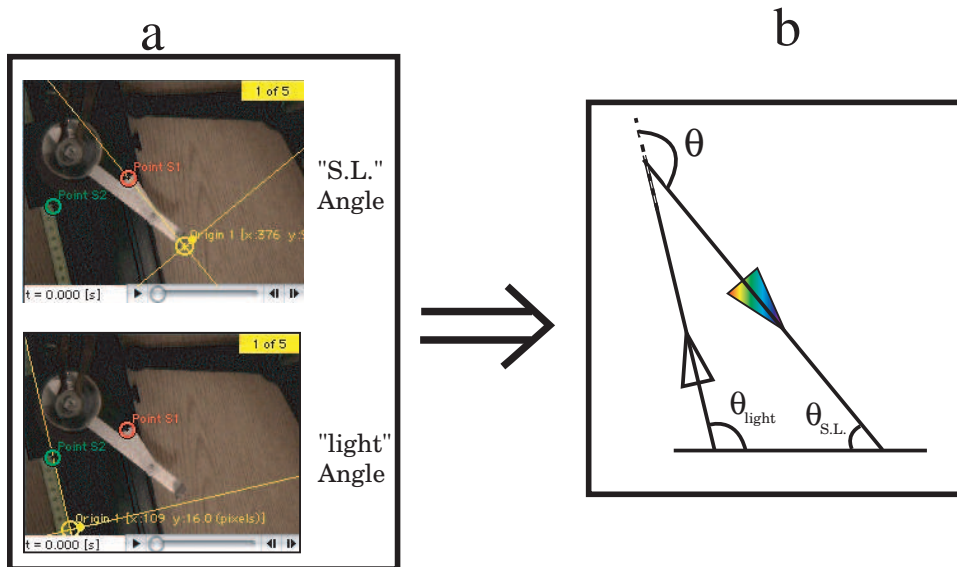 a
b
1 of 5
Point S1
Point S2
Origin 1 [x:376 y:
t = 0.000 [s]
"S.L."
Angle
1 of 5
Point S1
Point S2
Origin 1 [x:109 y:16.0 (pixels)]
t = 0.000 [s]
"light"
Angle
θ
θlight
θS.L.